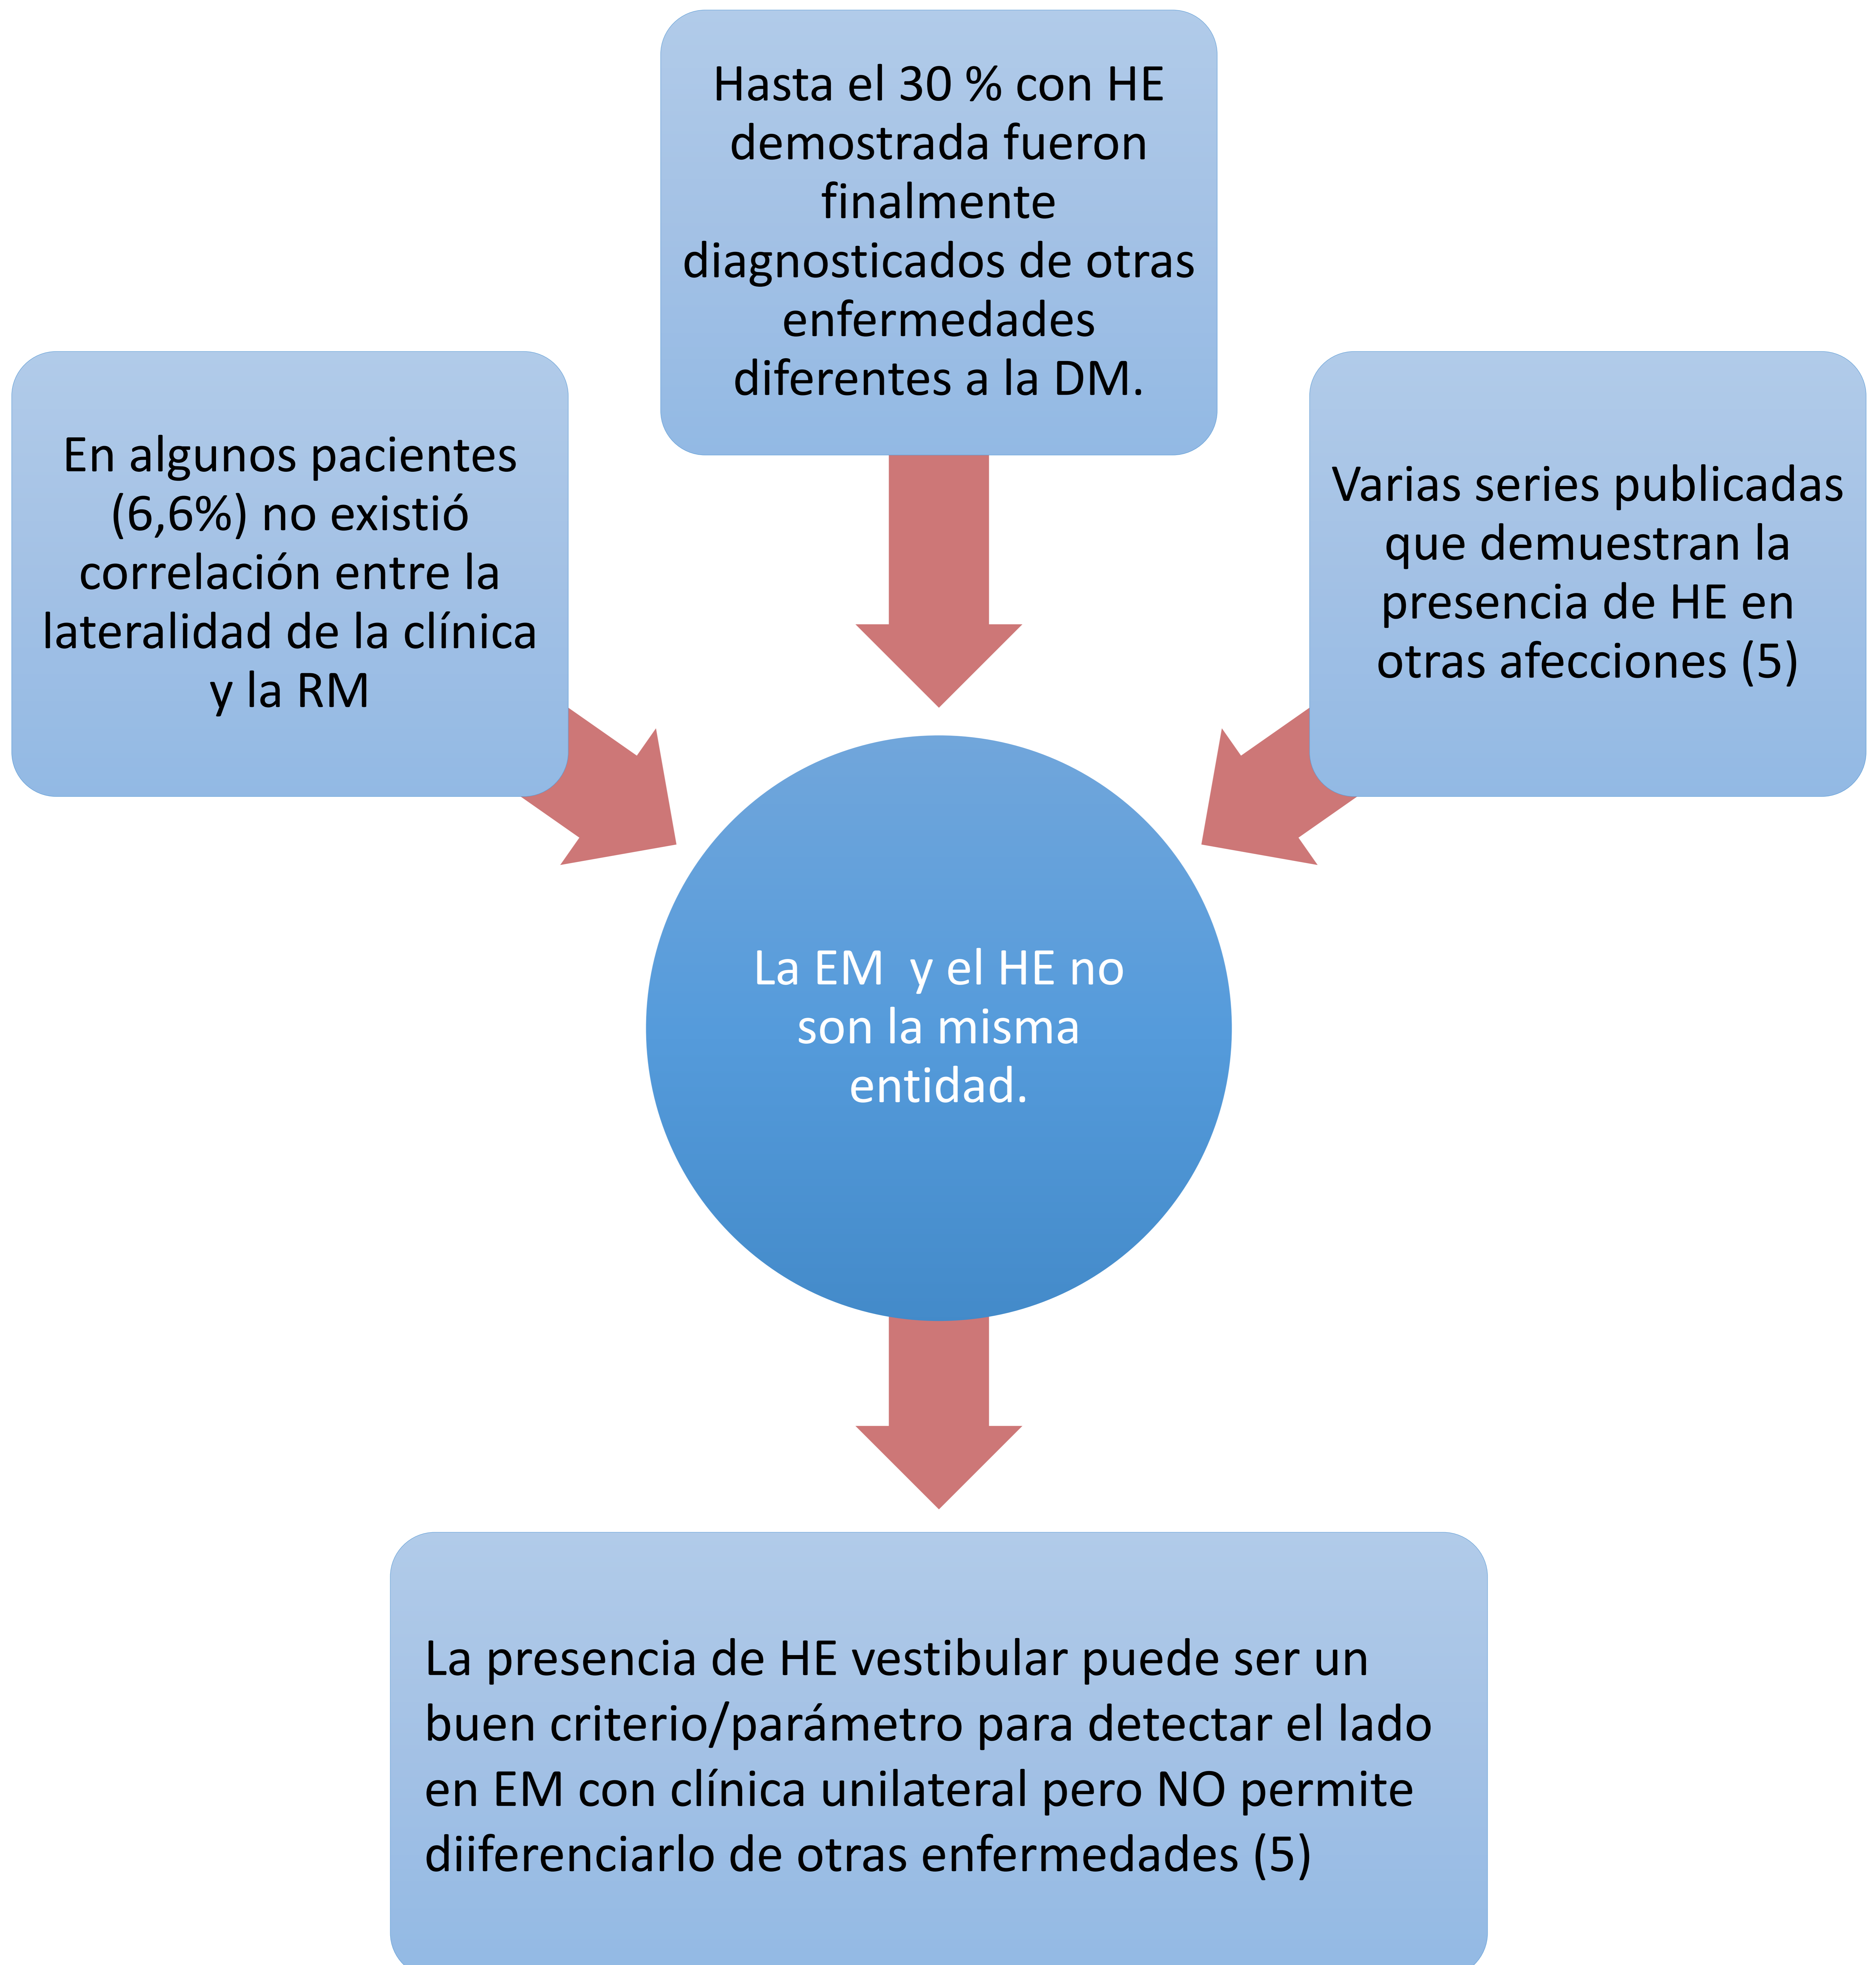 Hasta el 30 % con HE
demostrada fueron
finalmente
diagnosticados de otras
enfermedades
diferentes a la DM.
En algunos pacientes
(6,6%) no existió
correlación entre la
lateralidad de la clínica
y la RM
Varias series publicadas
que demuestran la
presencia de HE en
otras afecciones (5)
La EM  y el HE no
son la misma
entidad.
La presencia de HE vestibular puede ser un
buen criterio/parámetro para detectar el lado
en EM con clínica unilateral pero NO permite
diiferenciarlo de otras enfermedades (5)